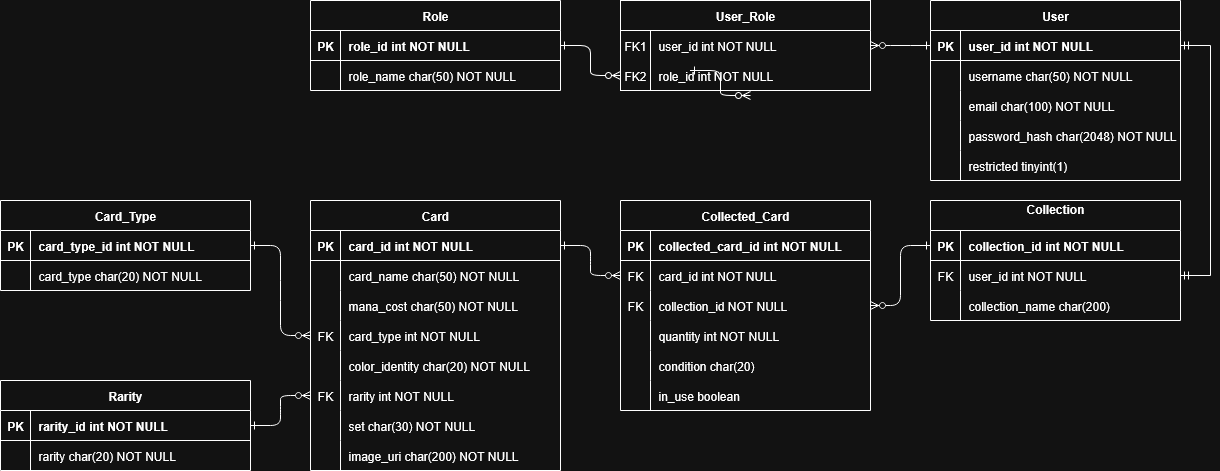 Role
PK role_id int NOT NULL
role_name char(50) NOT NULL
User_Role
FK1 user_id int NOT NULL
FK2 role_id int NOT NULL
User
PK user_id int NOT NULL
username char(50) NOT NULL
email char(100) NOT NULL
password_hash char(2048) NOT NULL
restricted tinyint(1)
Card_Type
PK card_type_id int NOT NULL
card_type char(20) NOT NULL
Card
PK card_id int NOT NULL
card_name char(50) NOT NULL
mana_cost char(50) NOT NULL
FK card_type int NOT NULL
color_identity char(20) NOT NULL
FK rarity int NOT NULL
set char(30) NOT NULL
image_uri char(200) NOT NULL
Collected_Card
PK collected_card_id int NOT NULL
FK card_id int NOT NULL
FK collection_id NOT NULL
quantity int NOT NULL
condition char(20)
in_use boolean
Collection
PK collection_id int NOT NULL
FK user_id int NOT NULL
collection_name char(200)
Rarity
PK rarity_id int NOT NULL
rarity char(20) NOT NULL